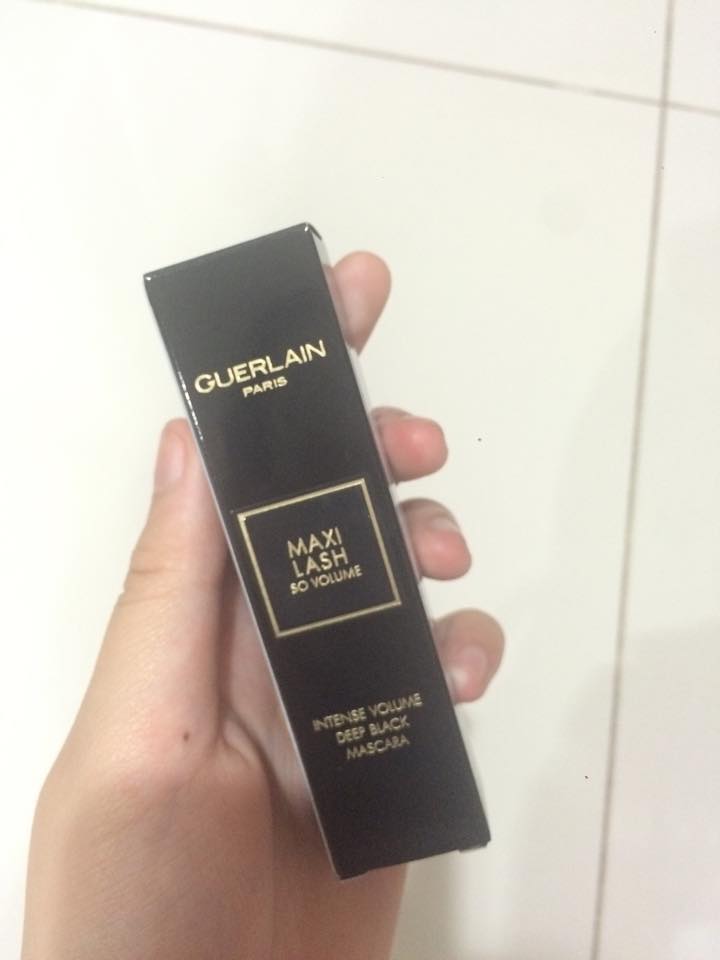 GUERLAIN
PARIS
MAXI
LASH
SO VOLUME
INTENSE VOLUME
DEEP BLACK
MASCARA